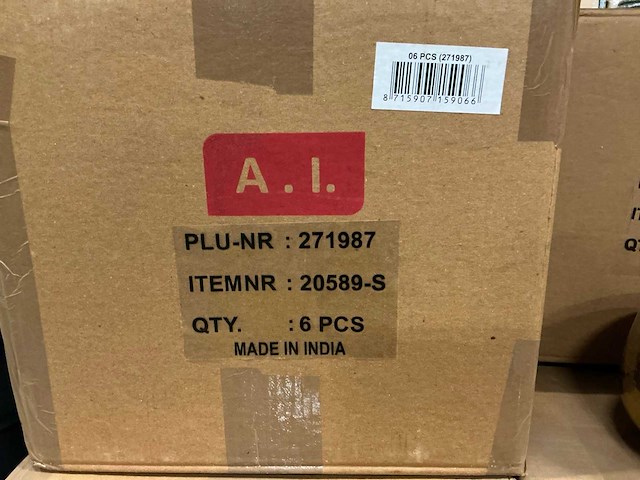 06 PCS (271987)
8 715907 159066
A . I.
PLU-NR : 271987
ITEMNR : 20589-S
QTY. : 6 PCS
MADE IN INDIA